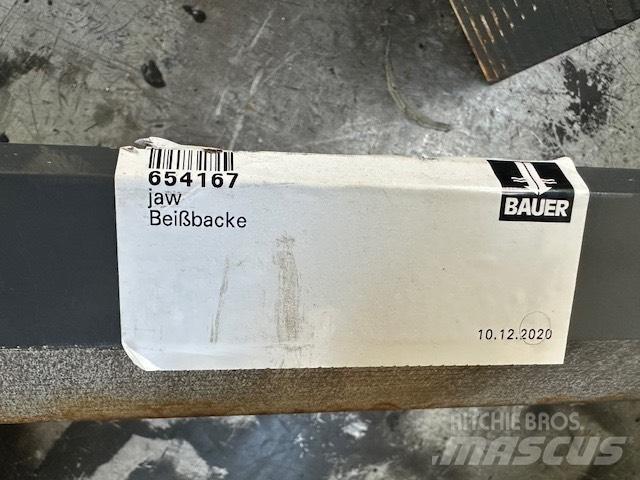 654167
jaw
Beißbacke
BAUER
10.12.2020
RITCHIE BROS.
MASCUS